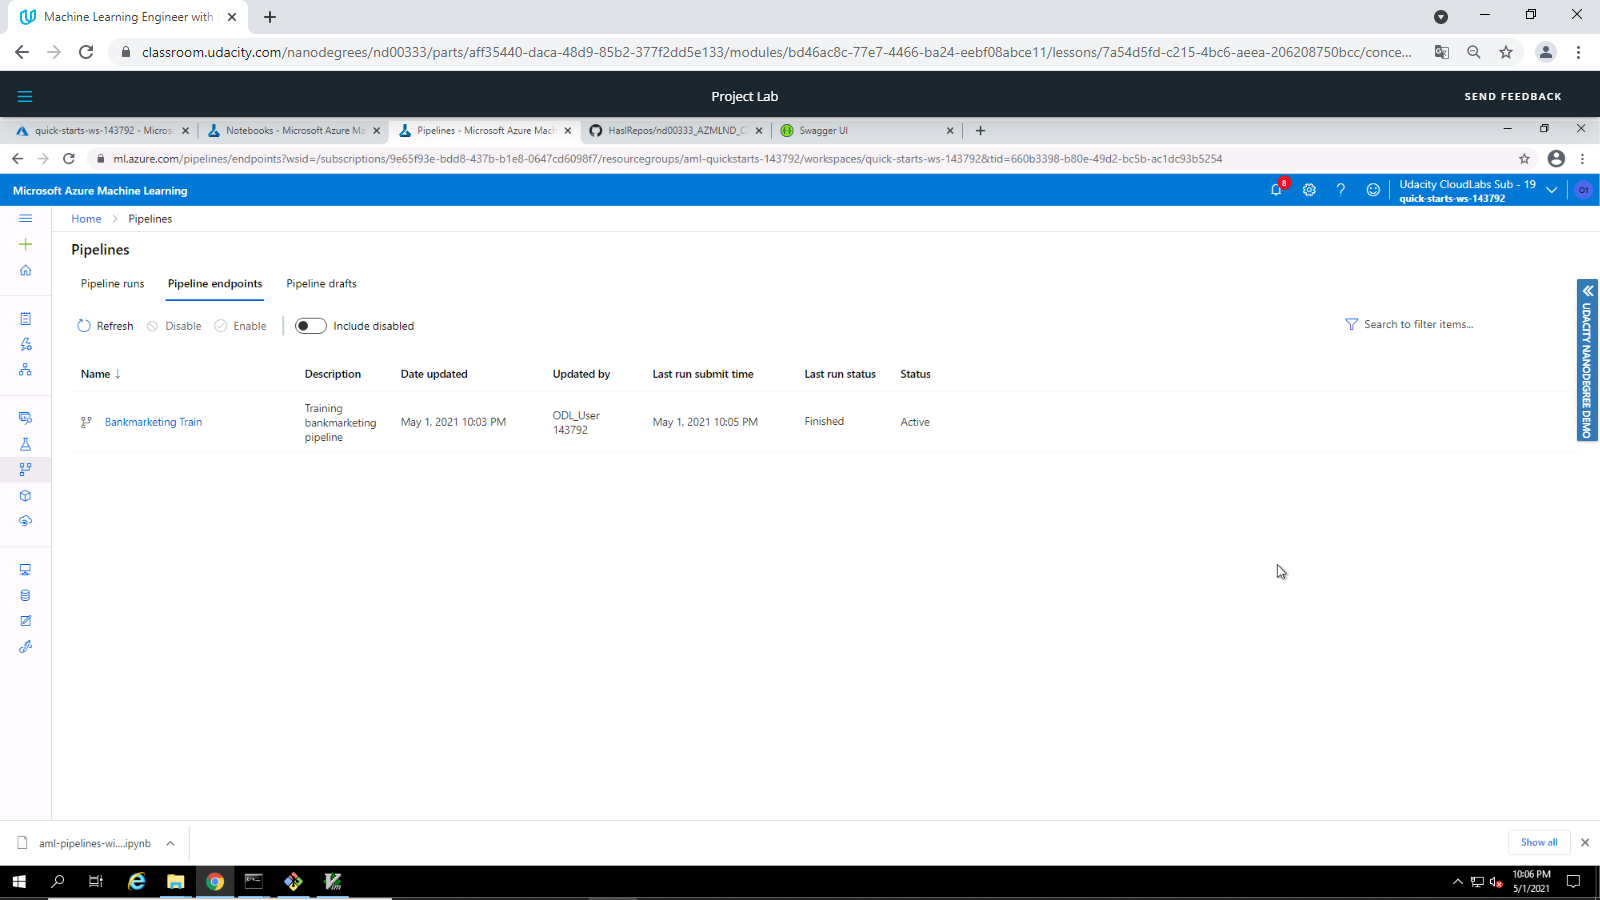 Machine Learning Engineer with
classroom.udacity.com/nanodegrees/nd00333/parts/aff35440-daca-48d9-85b2-377f2dd5e133/modules/bd46ac8c-77e7-4466-ba24-eebf08abce11/lessons/7a54d5fd-c215-4bc6-aeea-206208750bcc/conce...
Project Lab
SEND FEEDBACK
quick-starts-ws-143792 - Micros
Notebooks - Microsoft Azure Ma
Pipelines - Microsoft Azure Mach
HaslRepos/nd00333_AZMLND_C
Swagger UI
ml.azure.com/pipelines/endpoints?wsid=/subscriptions/9e65f93e-bdd8-437b-b1e8-0647cd6098f7/resourcegroups/aml-quickstarts-143792/workspaces/quick-starts-ws-143792&tid=660b3398-b80e-49d2-bc5b-ac1dc93b5254
Microsoft Azure Machine Learning
8
Udacity CloudLabs Sub - 19
quick-starts-ws-143792
O1
Home > Pipelines
Pipelines
Pipeline runs
Pipeline endpoints
Pipeline drafts
Refresh
Disable
Enable
Include disabled
Search to filter items...
UDACITY NANODEGREE DEMO
Name ↓ Description Date updated Updated by Last run submit time Last run status Status
Bankmarketing Train
Training
bankmarketing
pipeline
May 1, 2021 10:03 PM
ODL_User
143792
May 1, 2021 10:05 PM
Finished
Active
aml-pipelines-wi....ipynb
Show all
10:06 PM
5/1/2021